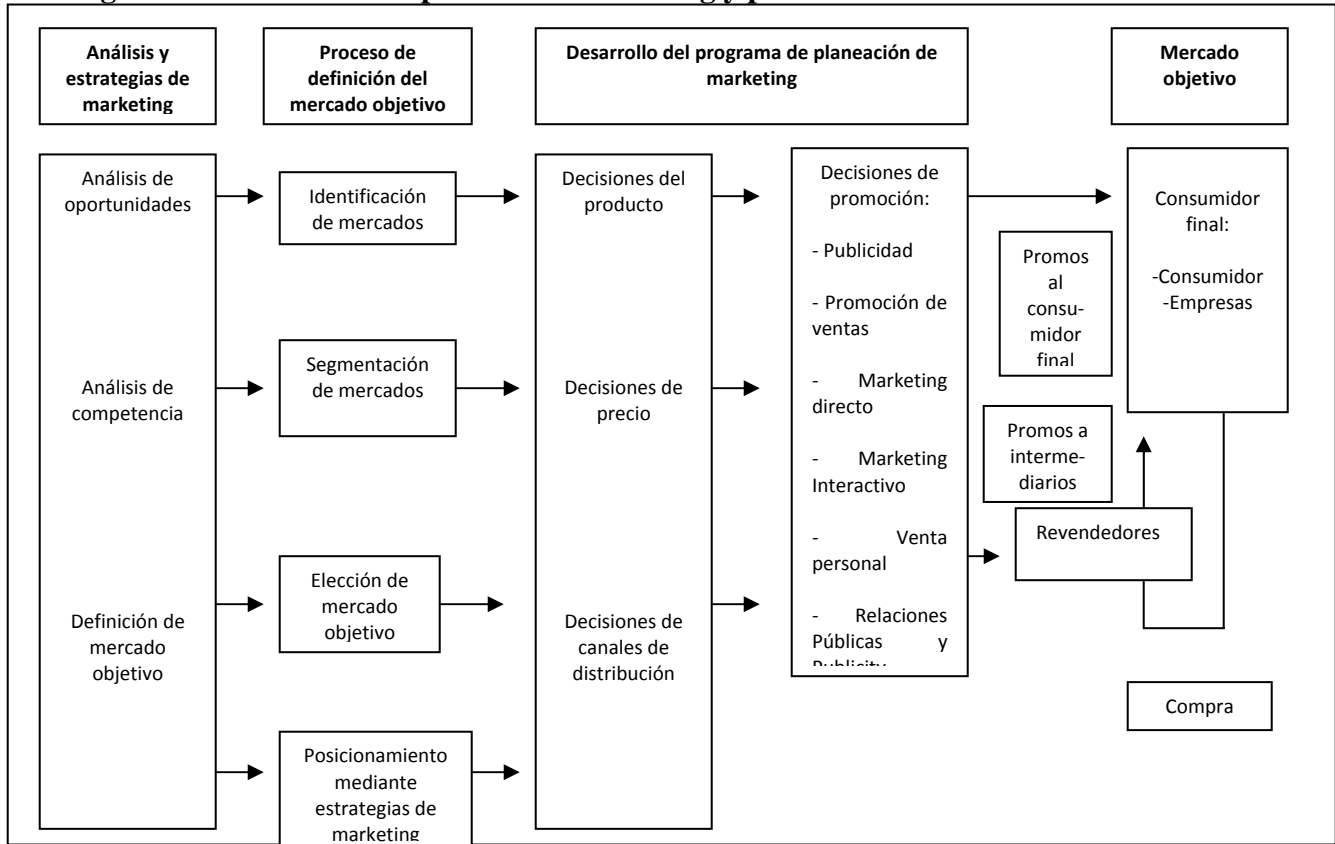 Análisis y
estrategias de
marketing
Proceso de
definición del
mercado objetivo
Desarrollo del programa de planeación de
marketing
Mercado
objetivo
Análisis de
oportunidades
Análisis de
competencia
Definición de
mercado
objetivo
Identificación
de mercados
Segmentación
de mercados
Elección de
mercado
objetivo
Posicionamiento
mediante
estrategias de
marketing
Decisiones del
producto
Decisiones de
precio
Decisiones de
canales de
distribución
Decisiones de
promoción:
- Publicidad
- Promoción de
ventas
- Marketing
directo
- Marketing
Interactivo
- Venta
personal
- Relaciones
Públicas y
Publicity
Promos
al
consu-
midor
final
Promos a
interme-
diarios
Revendedores
Consumidor
final:
-Consumidor
-Empresas
Compra